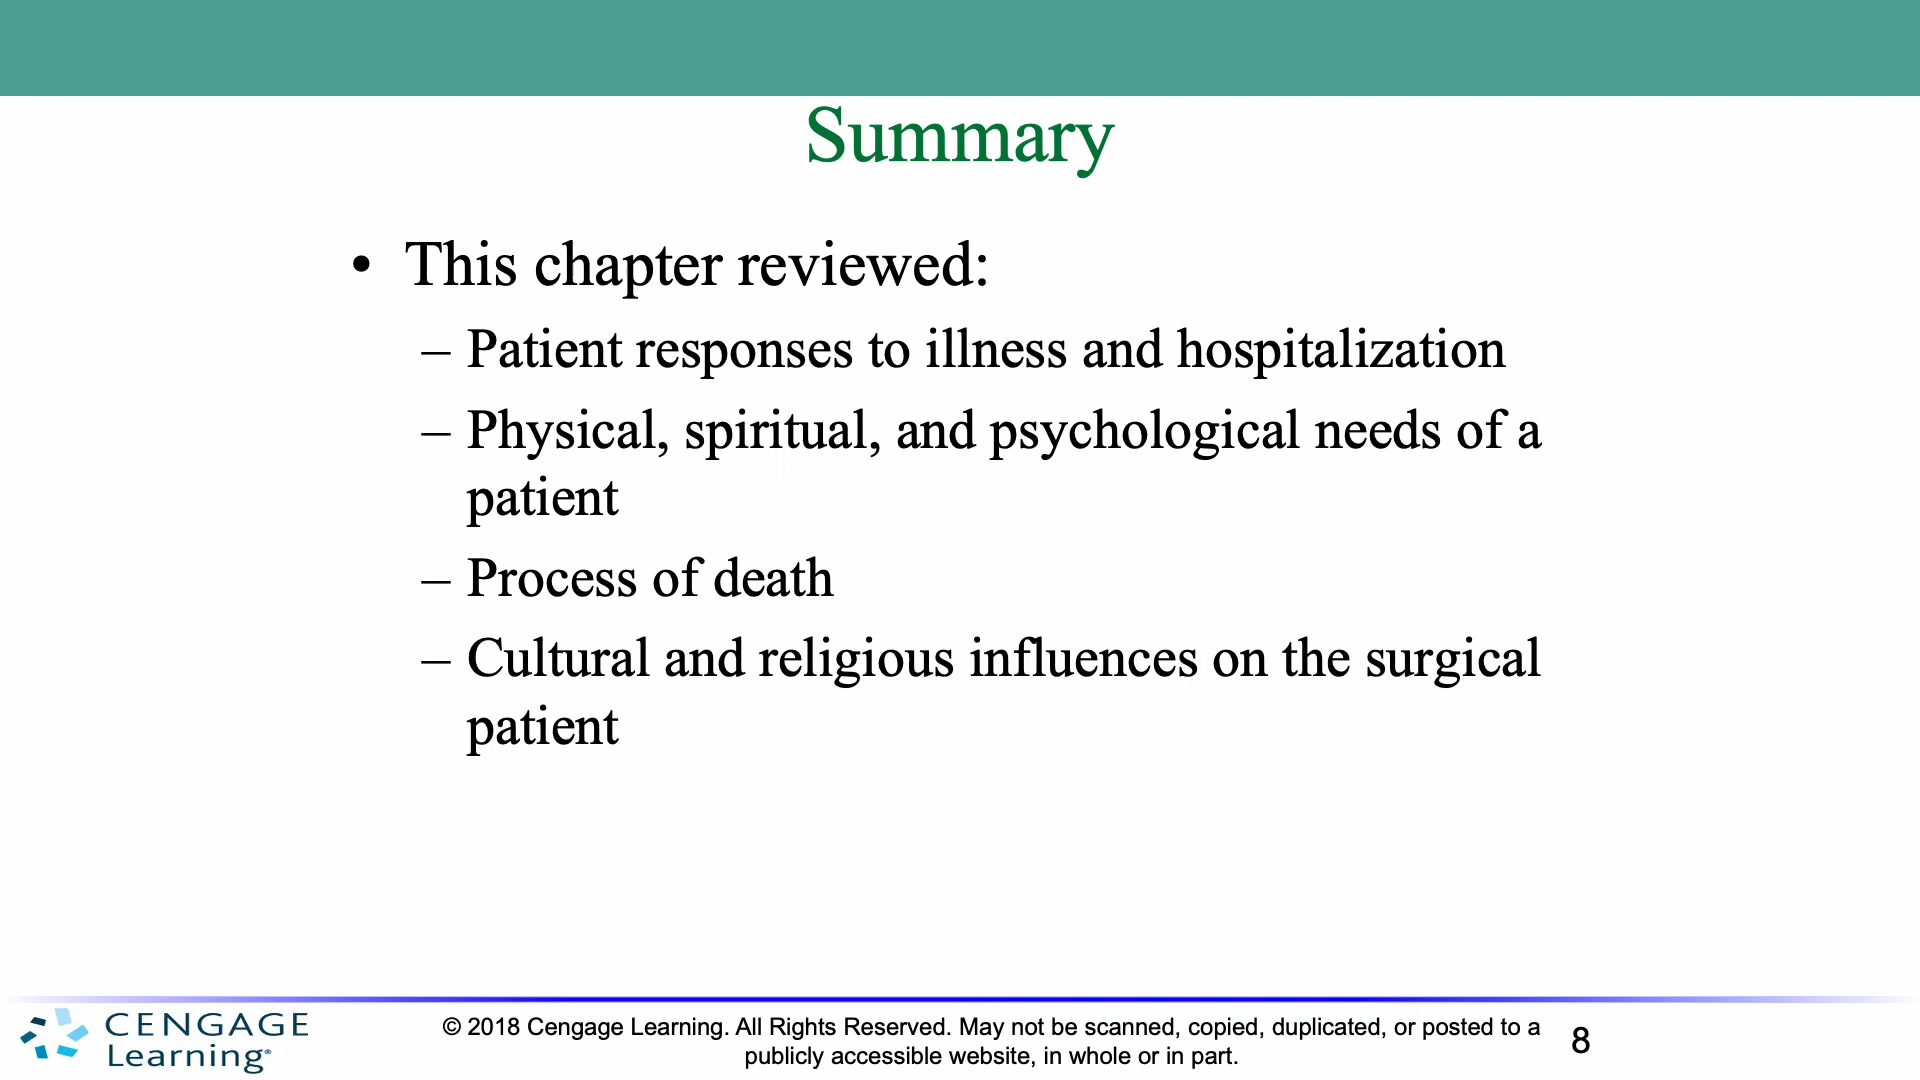 Summary
• This chapter reviewed:
– Patient responses to illness and hospitalization
– Physical, spiritual, and psychological needs of a
patient
– Process of death
– Cultural and religious influences on the surgical
patient
CENGAGE
Learning®
© 2018 Cengage Learning. All Rights Reserved. May not be scanned, copied, duplicated, or posted to a
publicly accessible website, in whole or in part.
8